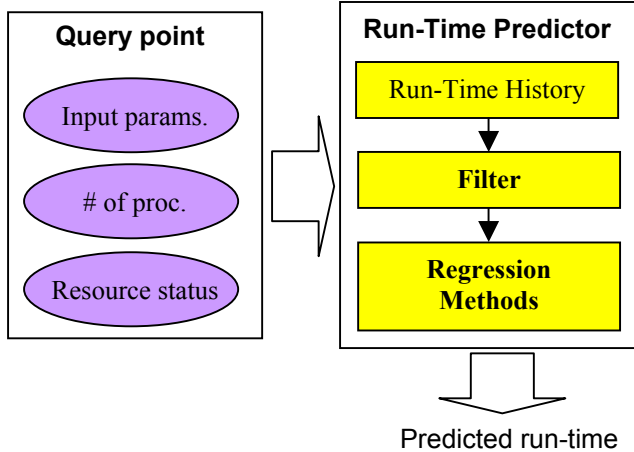 Query point
Input params.
# of proc.
Resource status
Run-Time Predictor
Run-Time History
Filter
Regression
Methods
Predicted run-time